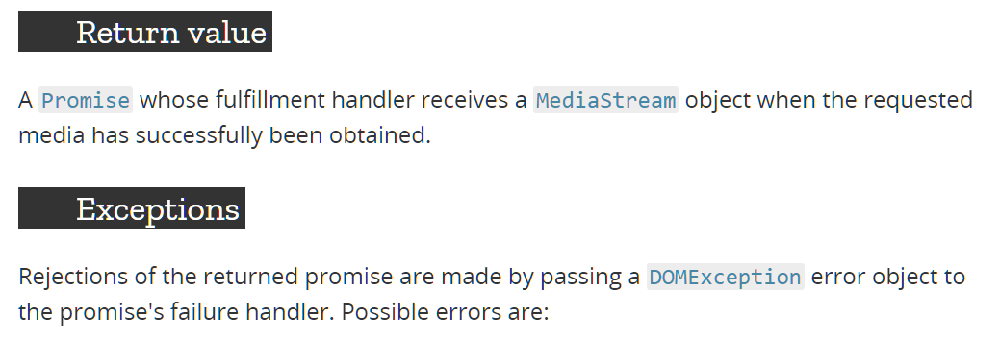 Return value
A Promise whose fulfillment handler receives a MediaStream object when the requested
media has successfully been obtained.
Exceptions
Rejections of the returned promise are made by passing a DOMException error object to
the promise's failure handler. Possible errors are: